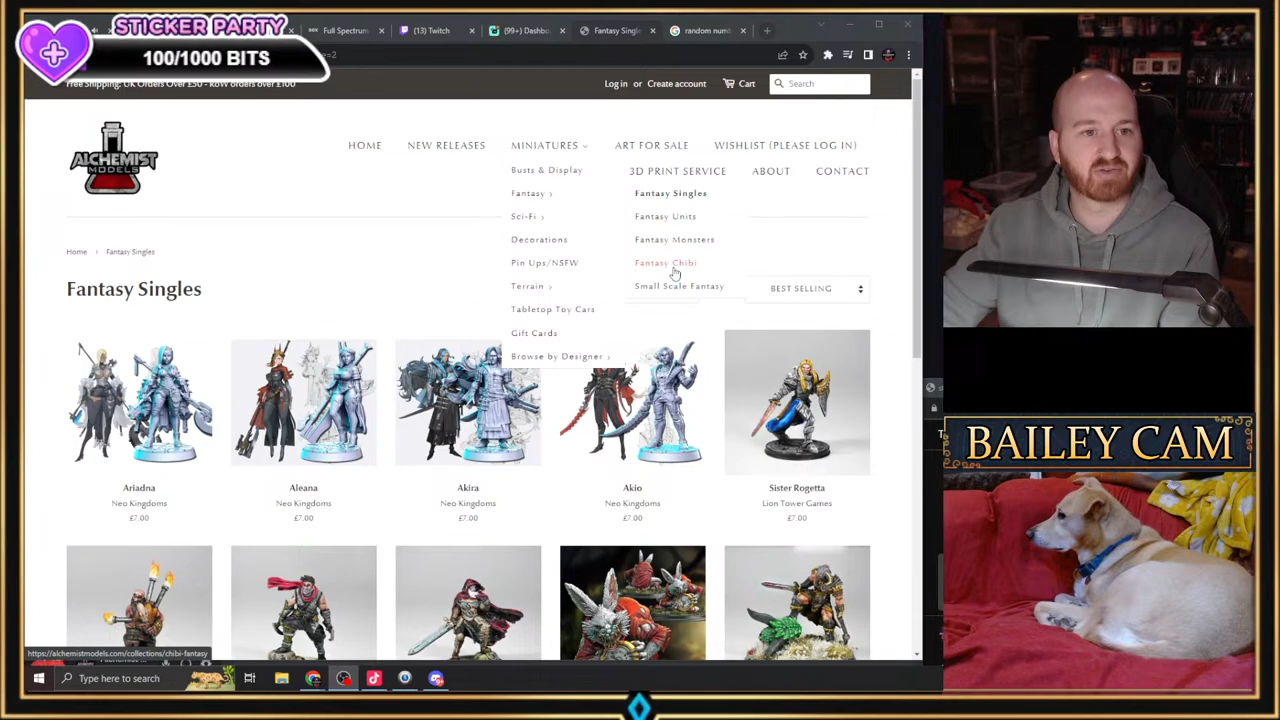 STICKER PARTY
100/1000 BITS
Full Spectrum
(13) Twitch
(99+) Dashbo
Fantasy Single
random numb
=2
Free Shipping: UK Orders Over £50 - RoW orders over £100
Log in or Create account
Cart
Search
ALCHEMIST
MODELS
HOME
NEW RELEASES
MINIATURES
ART FOR SALE
WISHLIST (PLEASE LOG IN)
3D PRINT SERVICE
ABOUT
CONTACT
Busts & Display
Fantasy
Sci-Fi
Decorations
Pin Ups/NSFW
Terrain
Tabletop Toy Cars
Gift Cards
Browse by Designer
Fantasy Singles
Fantasy Units
Fantasy Monsters
Fantasy Chibi
Small Scale Fantasy
Home › Fantasy Singles
Fantasy Singles
BEST SELLING
Ariadna
Neo Kingdoms
£7.00
Aleana
Neo Kingdoms
£7.00
Akira
Neo Kingdoms
£7.00
Akio
Neo Kingdoms
£7.00
Sister Rogetta
Lion Tower Games
£7.00
https://alchemistmodels.com/collections/chibi-fantasy
Type here to search
BAILEY CAM